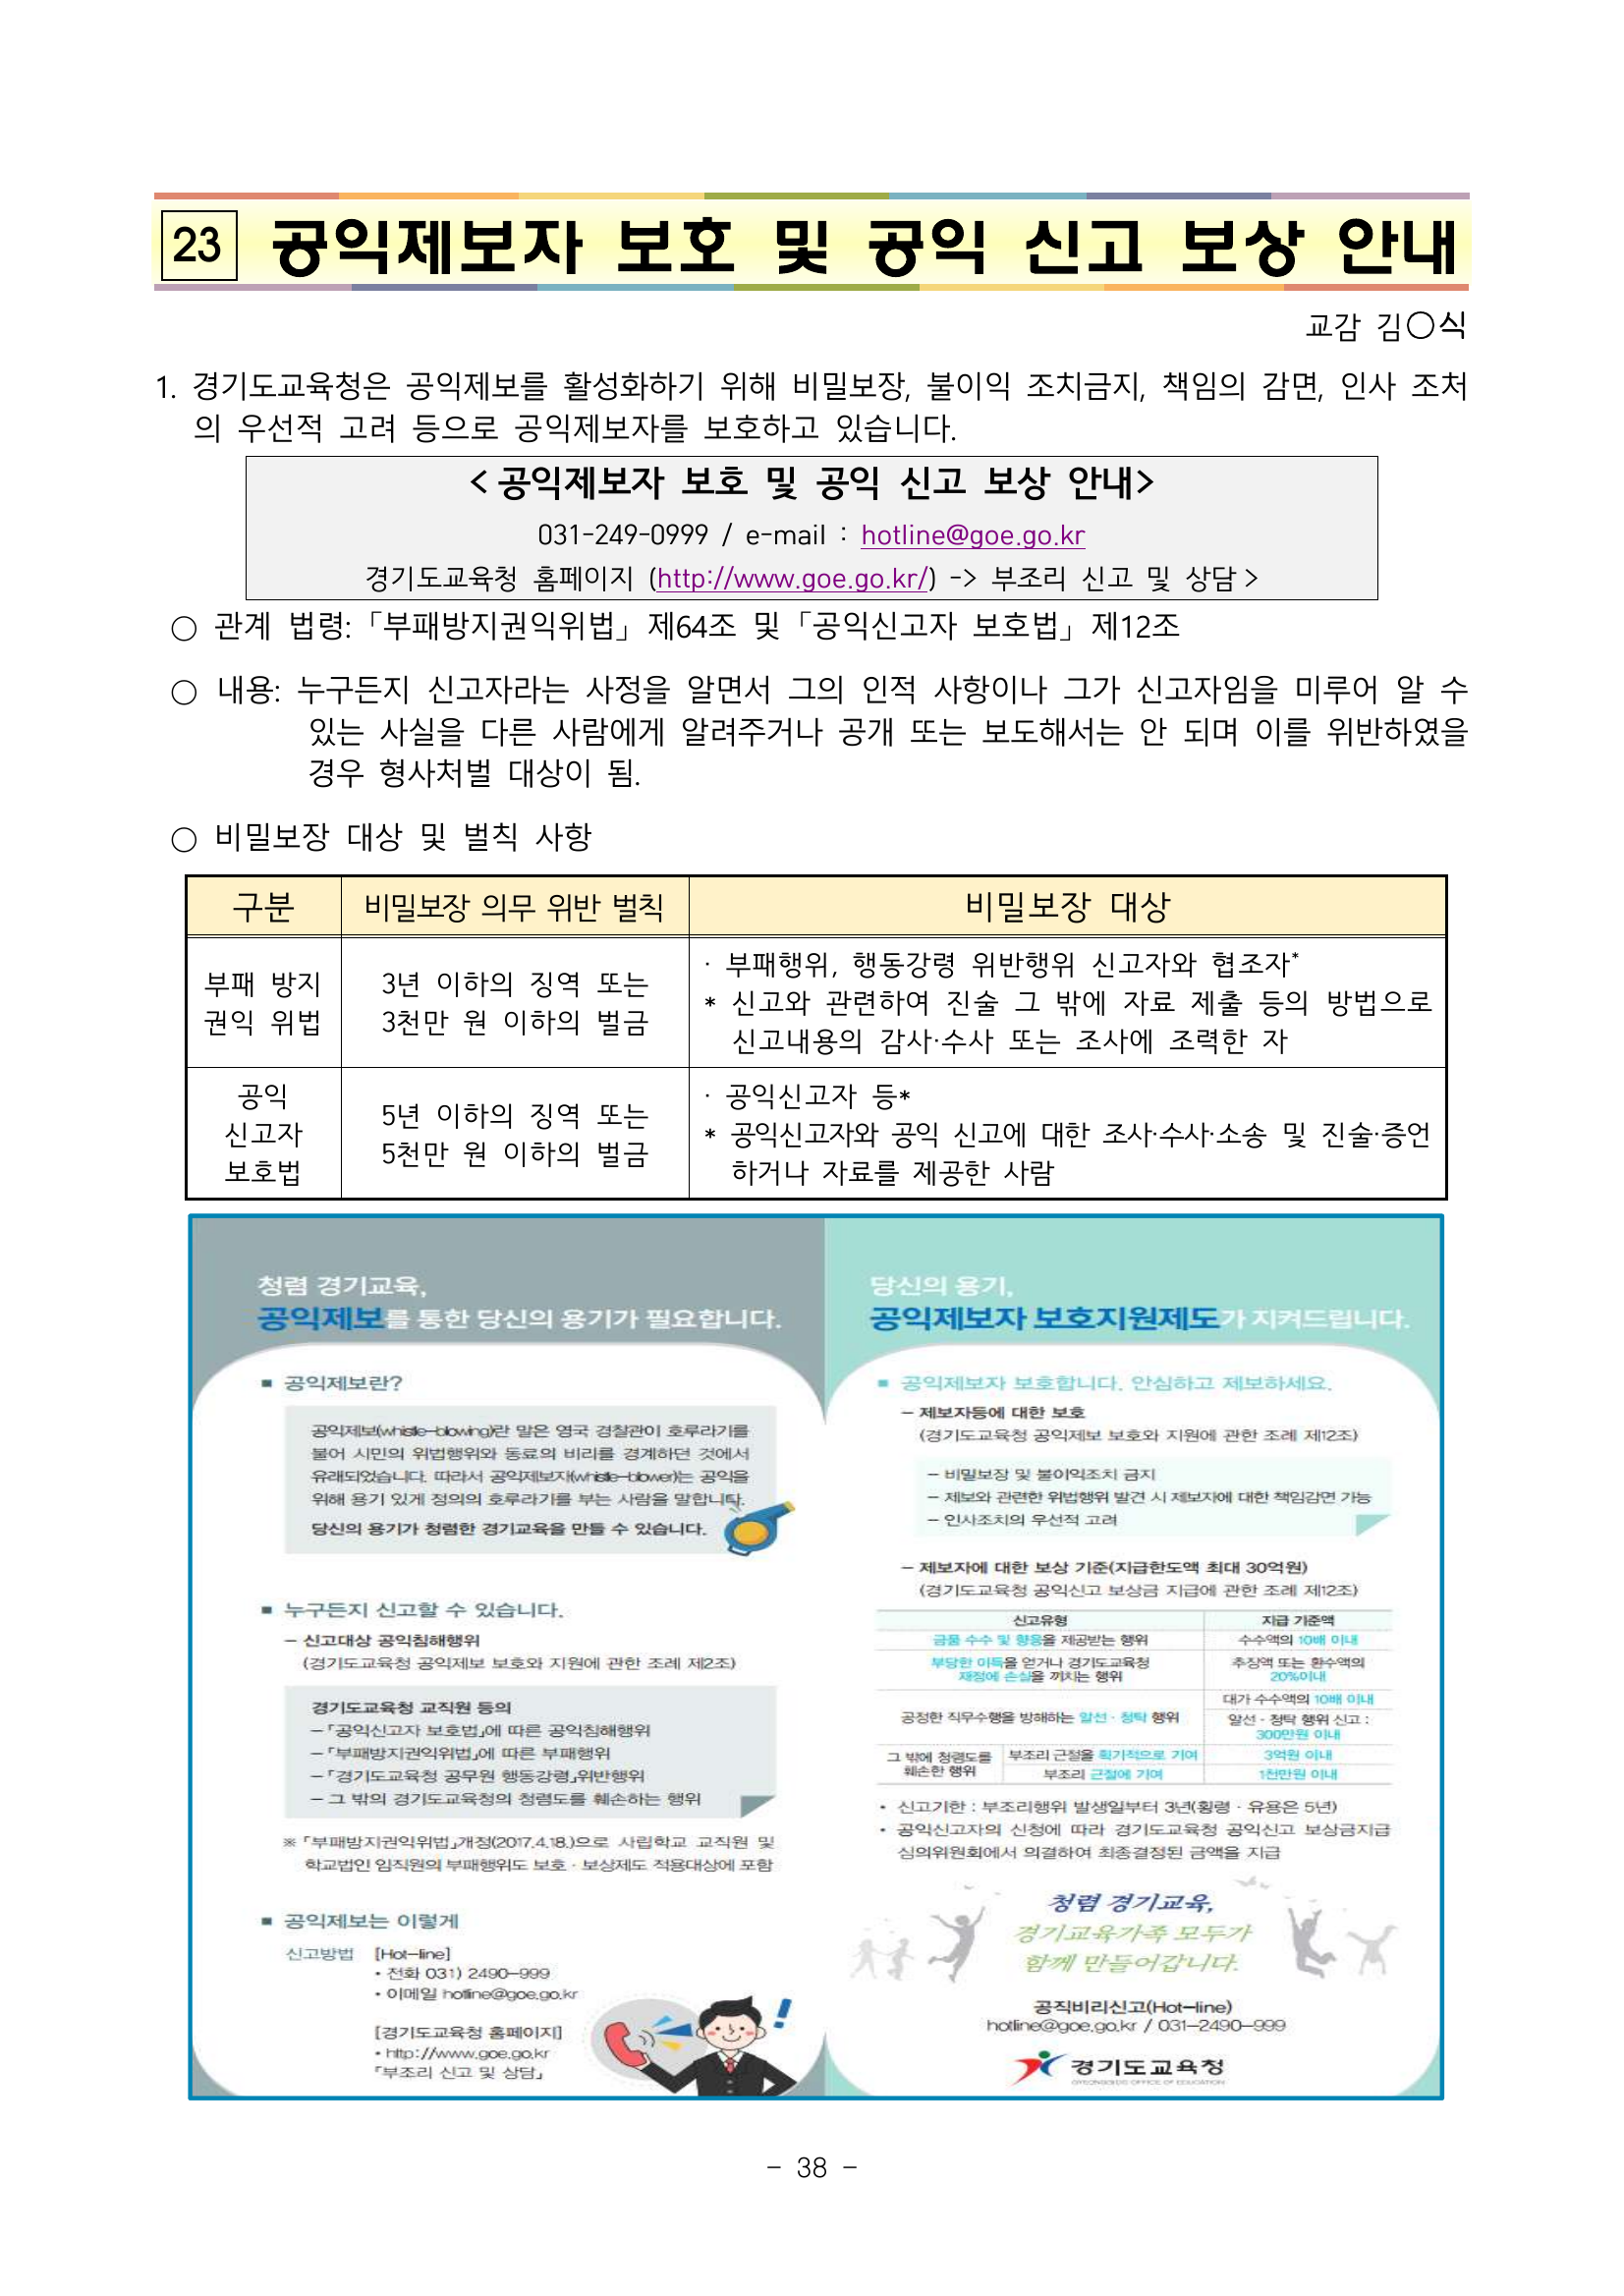 23 공익제보자 보호 및 공익 신고 보상 안내
교감 김○식
1. 경기도교육청은 공익제보를 활성화하기 위해 비밀보장, 불이익 조치금지, 책임의 감면, 인사 조처
의 우선적 고려 등으로 공익제보자를 보호하고 있습니다.
< 공익제보자 보호 및 공익 신고 보상 안내>
031-249-0999 / e-mail : hotline@goe.go.kr
경기도교육청 홈페이지 (http://www.goe.go.kr/) -> 부조리 신고 및 상담 >
○ 관계 법령:「부패방지권익위법」제64조 및「공익신고자 보호법」제12조
○ 내용: 누구든지 신고자라는 사정을 알면서 그의 인적 사항이나 그가 신고자임을 미루어 알 수
있는 사실을 다른 사람에게 알려주거나 공개 또는 보도해서는 안 되며 이를 위반하였을
경우 형사처벌 대상이 됨.
○ 비밀보장 대상 및 벌칙 사항
구분 비밀보장 의무 위반 벌칙 비밀보장 대상
부패 방지
권익 위법
3년 이하의 징역 또는
3천만 원 이하의 벌금
· 부패행위, 행동강령 위반행위 신고자와 협조자*
* 신고와 관련하여 진술 그 밖에 자료 제출 등의 방법으로
신고내용의 감사·수사 또는 조사에 조력한 자
공익
신고자
보호법
5년 이하의 징역 또는
5천만 원 이하의 벌금
· 공익신고자 등*
* 공익신고자와 공익 신고에 대한 조사·수사·소송 및 진술·증언
하거나 자료를 제공한 사람
청렴 경기교육,
공익제보를 통한 당신의 용기가 필요합니다.
■ 공익제보란?
공익제보(whistle-blowing)란 말은 영국 경찰관이 호루라기를
불어 시민의 위법행위와 동료의 비리를 경계하던 것에서
유래되었습니다. 따라서 공익제보자(whistle-blower)는 공익을
위해 용기 있게 정의의 호루라기를 부는 사람을 말합니다.
당신의 용기가 청렴한 경기교육을 만들 수 있습니다.
■ 누구든지 신고할 수 있습니다.
- 신고대상 공익침해행위
(경기도교육청 공익제보 보호와 지원에 관한 조례 제2조)
경기도교육청 교직원 등의
-「공익신고자 보호법」에 따른 공익침해행위
-「부패방지권익위법」에 따른 부패행위
-「경기도교육청 공무원 행동강령」위반행위
- 그 밖의 경기도교육청의 청렴도를 훼손하는 행위
※「부패방지권익위법」개정(2017.4.18.)으로 사립학교 교직원 및
학교법인 임직원의 부패행위도 보호 · 보상제도 적용대상에 포함
■ 공익제보는 이렇게
신고방법 [Hot-line]
• 전화 031) 2490-999
• 이메일 hotline@goe.go.kr
[경기도교육청 홈페이지]
• http://www.goe.go.kr
「부조리 신고 및 상담」
당신의 용기,
공익제보자 보호지원제도가 지켜드립니다.
■ 공익제보자 보호합니다. 안심하고 제보하세요.
- 제보자등에 대한 보호
(경기도교육청 공익제보 보호와 지원에 관한 조례 제12조)
- 비밀보장 및 불이익조치 금지
- 제보와 관련한 위법행위 발견 시 제보자에 대한 책임감면 가능
- 인사조치의 우선적 고려
- 제보자에 대한 보상 기준(지급한도액 최대 30억원)
(경기도교육청 공익신고 보상금 지급에 관한 조례 제12조)
신고유형 지급 기준액
금품 수수 및 향응을 제공받는 행위 수수액의 10배 이내
부당한 이득을 얻거나 경기도교육청
재정에 손실을 끼치는 행위
추징액 또는 환수액의
20%이내
공정한 직무수행을 방해하는 알선 · 청탁 행위
대가 수수액의 10배 이내
알선 · 청탁 행위 신고 :
300만원 이내
그 밖에 청렴도를
훼손한 행위
부조리 근절을 획기적으로 기여 3억원 이내
부조리 근절에 기여 1천만원 이내
• 신고기한 : 부조리행위 발생일부터 3년(횡령 · 유용은 5년)
• 공익신고자의 신청에 따라 경기도교육청 공익신고 보상금지급
심의위원회에서 의결하여 최종결정된 금액을 지급
청렴 경기교육,
경기교육가족 모두가
함께 만들어갑니다.
공직비리신고(Hot-line)
hotline@goe.go.kr / 031-2490-999
경기도교육청
GYEONGGIDO OFFICE OF EDUCATION
- 38 -